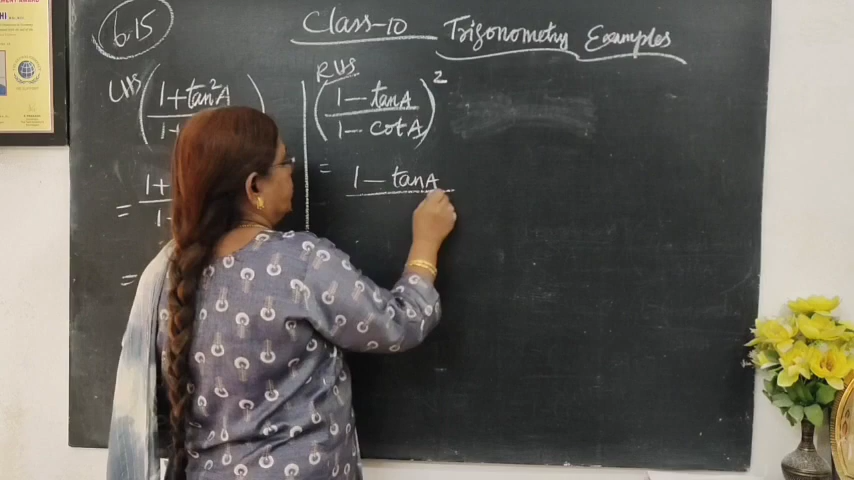 6.15
Class-10 Trigonometry Examples
LHS (1 + tan²A
1+
= 1+
1-
=
RHS
(1 - tanA / 1 - cotA)²
= 1 - tanA